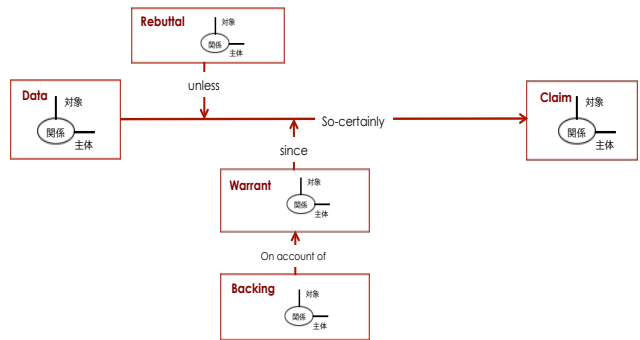 Rebuttal
対象
関係
主体
unless
Data
対象
関係
主体
So-certainly
Claim
対象
関係
主体
since
Warrant
対象
関係
主体
On account of
Backing
対象
関係
主体